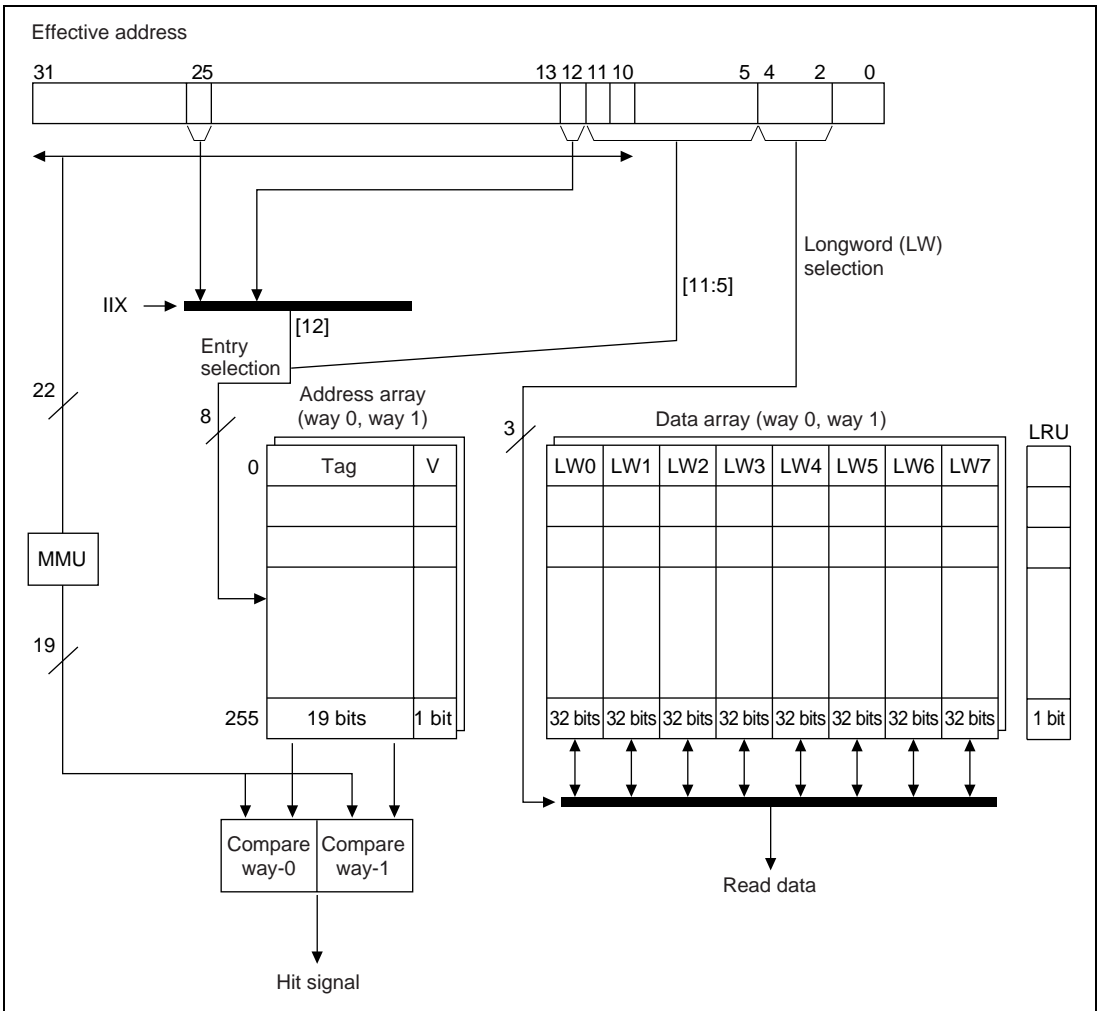 Effective address
31 25 13 12 11 10 5 4 2 0
Longword (LW)
selection
[11:5]
IIX
[12]
Entry
selection
22
8
Address array
(way 0, way 1)
3
Data array (way 0, way 1)
LRU
0 Tag V
LW0 LW1 LW2 LW3 LW4 LW5 LW6 LW7
MMU
19
255 19 bits 1 bit
32 bits 32 bits 32 bits 32 bits 32 bits 32 bits 32 bits 32 bits
1 bit
Compare
way-0
Compare
way-1
Read data
Hit signal